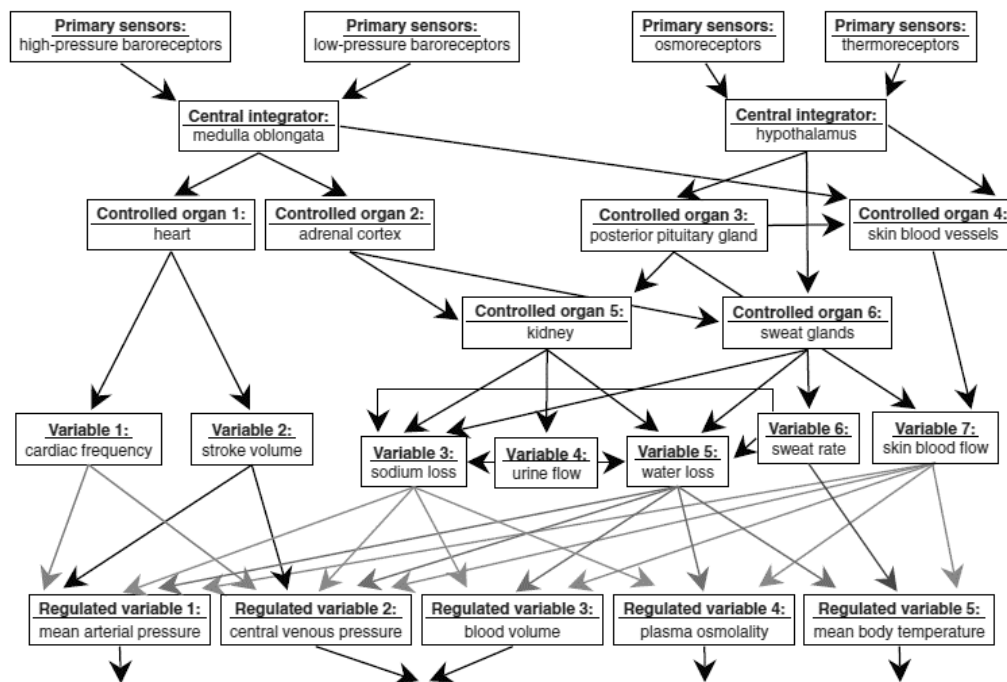 Primary sensors:
high-pressure baroreceptors
Primary sensors:
low-pressure baroreceptors
Primary sensors:
osmoreceptors
Primary sensors:
thermoreceptors
Central integrator:
medulla oblongata
Central integrator:
hypothalamus
Controlled organ 1:
heart
Controlled organ 2:
adrenal cortex
Controlled organ 3:
posterior pituitary gland
Controlled organ 4:
skin blood vessels
Controlled organ 5:
kidney
Controlled organ 6:
sweat glands
Variable 1:
cardiac frequency
Variable 2:
stroke volume
Variable 3:
sodium loss
Variable 4:
urine flow
Variable 5:
water loss
Variable 6:
sweat rate
Variable 7:
skin blood flow
Regulated variable 1:
mean arterial pressure
Regulated variable 2:
central venous pressure
Regulated variable 3:
blood volume
Regulated variable 4:
plasma osmolality
Regulated variable 5:
mean body temperature